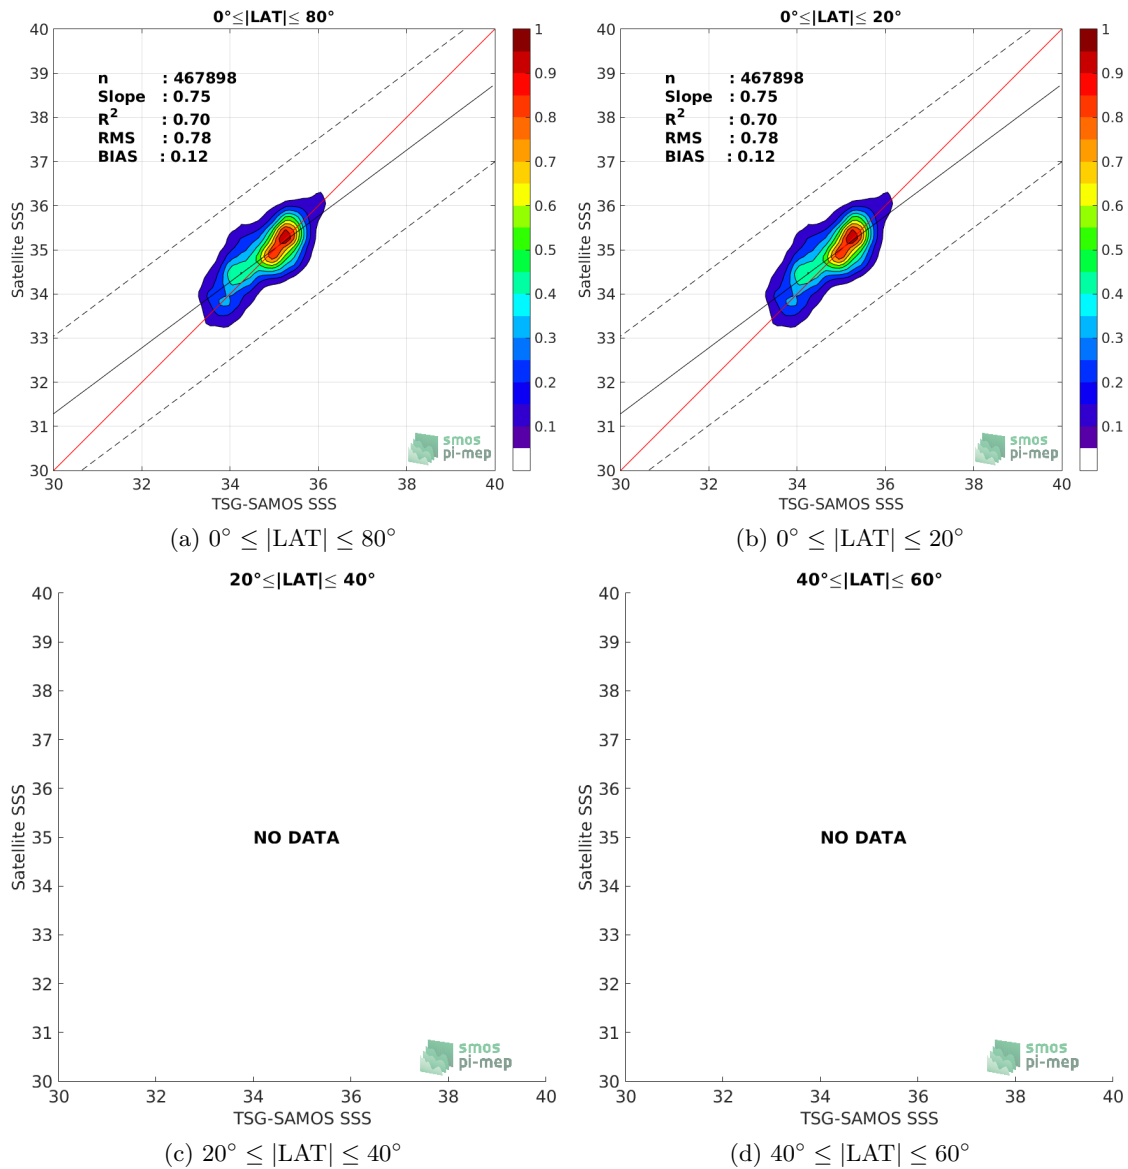 0°≤|LAT|≤ 80°
n : 467898
Slope : 0.75
R2 : 0.70
RMS : 0.78
BIAS : 0.12
40
39
38
37
36
35
34
33
32
31
30
Satellite SSS
30 32 34 36 38 40
TSG-SAMOS SSS
1
0.9
0.8
0.7
0.6
0.5
0.4
0.3
0.2
0.1
smos
pi-mep
(a) 0° ≤ |LAT| ≤ 80°
0°≤|LAT|≤ 20°
n : 467898
Slope : 0.75
R2 : 0.70
RMS : 0.78
BIAS : 0.12
40
39
38
37
36
35
34
33
32
31
30
Satellite SSS
30 32 34 36 38 40
TSG-SAMOS SSS
1
0.9
0.8
0.7
0.6
0.5
0.4
0.3
0.2
0.1
smos
pi-mep
(b) 0° ≤ |LAT| ≤ 20°
20°≤|LAT|≤ 40°
40
39
38
37
36
35
34
33
32
31
30
Satellite SSS
NO DATA
30 32 34 36 38 40
TSG-SAMOS SSS
smos
pi-mep
(c) 20° ≤ |LAT| ≤ 40°
40°≤|LAT|≤ 60°
40
39
38
37
36
35
34
33
32
31
30
Satellite SSS
NO DATA
30 32 34 36 38 40
TSG-SAMOS SSS
smos
pi-mep
(d) 40° ≤ |LAT| ≤ 60°